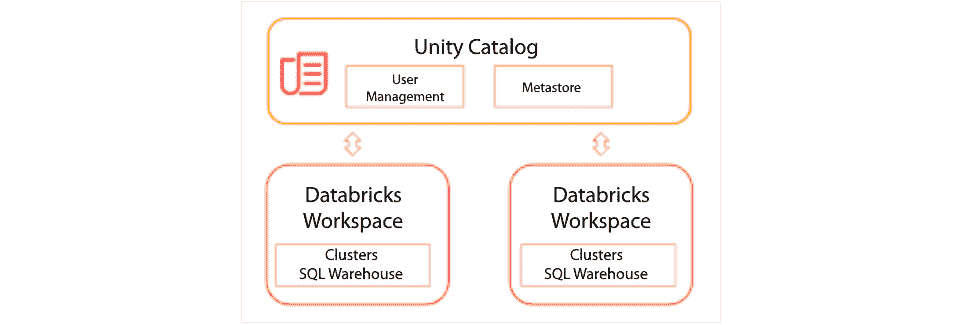 Unity Catalog
User
Management
Metastore
Databricks
Workspace
Clusters
SQL Warehouse
Databricks
Workspace
Clusters
SQL Warehouse